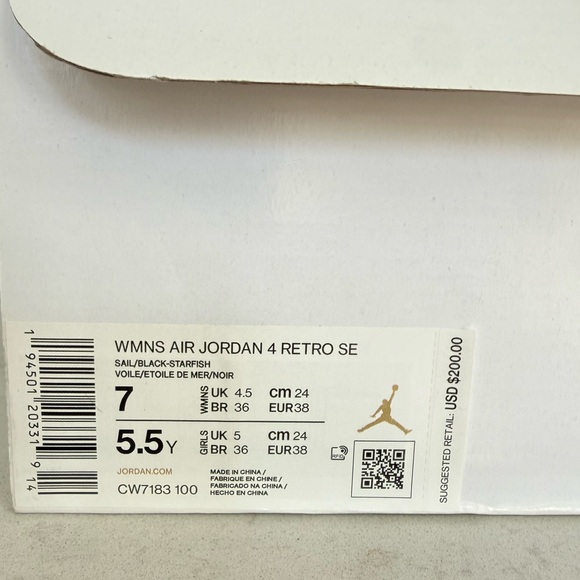 WMNS AIR JORDAN 4 RETRO SE
SAIL/BLACK-STARFISH
VOILE/ETOILE DE MER/NOIR
7 WMNS UK 4.5 cm 24
BR 36 EUR38
5.5Y GIRLS UK 5 cm 24
BR 36 EUR38
RFID
JORDAN.COM
CW7183 100
MADE IN CHINA /
FABRIQUE EN CHINE /
FABRICADO NA CHINA /
HECHO EN CHINA
1 94501 20331 9 14
SUGGESTED RETAIL: USD $200.00